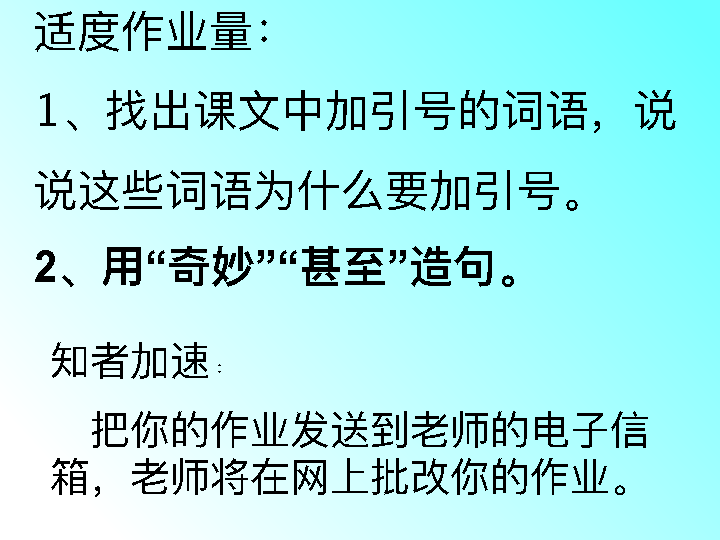 适度作业量：
1、找出课文中加引号的词语，说
说这些词语为什么要加引号。
2、用“奇妙”“甚至”造句。
知者加速：
把你的作业发送到老师的电子信
箱，老师将在网上批改你的作业。